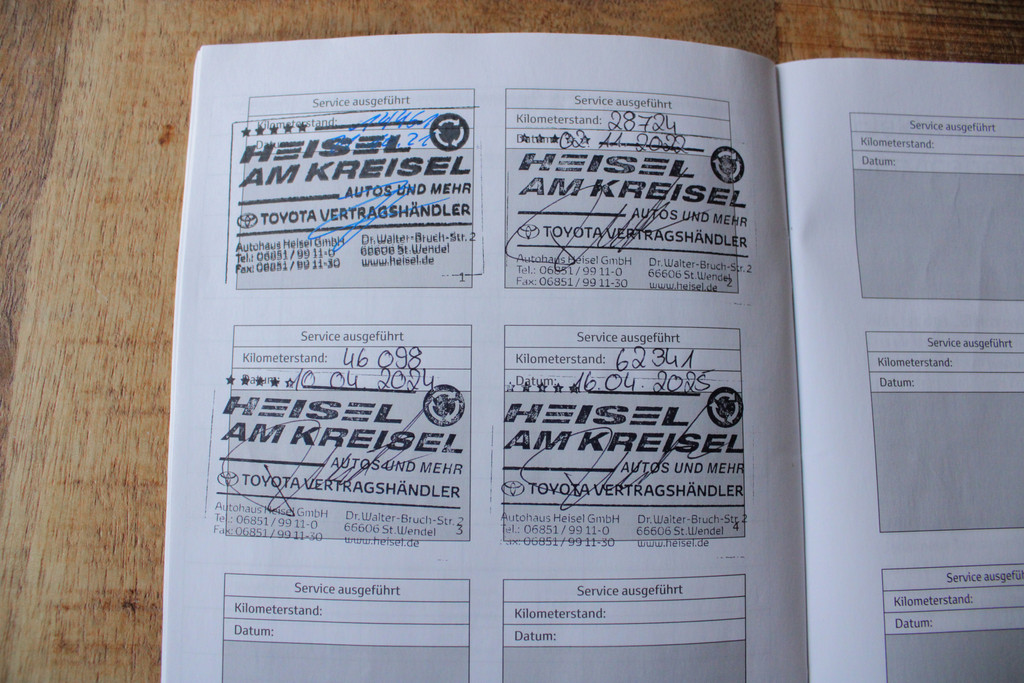 Service ausgeführt
Kilometerstand: 14461
HEISEL
AM KREISEL
AUTOS UND MEHR
TOYOTA VERTRAGSHÄNDLER
Autohaus Heisel GmbH Dr.Walter-Bruch-Str. 2
Tel.: 06851 / 99 11-0 66606 St.Wendel
Fax: 06851 / 99 11-30 www.heisel.de
1
Service ausgeführt
Kilometerstand: 28724
Datum: 02 11. 2022
HEISEL
AM KREISEL
AUTOS UND MEHR
TOYOTA VERTRAGSHÄNDLER
Autohaus Heisel GmbH Dr.Walter-Bruch-Str. 2
Tel.: 06851 / 99 11-0 66606 St.Wendel
Fax: 06851 / 99 11-30 www.heisel.de
2
Service ausgeführt
Kilometerstand: 46 098
Datum: 10 04. 2024
HEISEL
AM KREISEL
AUTOS UND MEHR
TOYOTA VERTRAGSHÄNDLER
Autohaus Heisel GmbH Dr.Walter-Bruch-Str. 2
Tel.: 06851 / 99 11-0 66606 St.Wendel
Fax: 06851 / 99 11-30 www.heisel.de
3
Service ausgeführt
Kilometerstand: 62341
Datum: 16.04. 2025
HEISEL
AM KREISEL
AUTOS UND MEHR
TOYOTA VERTRAGSHÄNDLER
Autohaus Heisel GmbH Dr.Walter-Bruch-Str. 2
Tel.: 06851 / 99 11-0 66606 St.Wendel
Fax: 06851 / 99 11-30 www.heisel.de
4
Service ausgeführt
Kilometerstand:
Datum:
Service ausgeführt
Kilometerstand:
Datum:
Service ausgeführt
Kilometerstand:
Datum:
Service ausgeführt
Kilometerstand:
Datum:
Service ausgefü
Kilometerstand:
Datum: